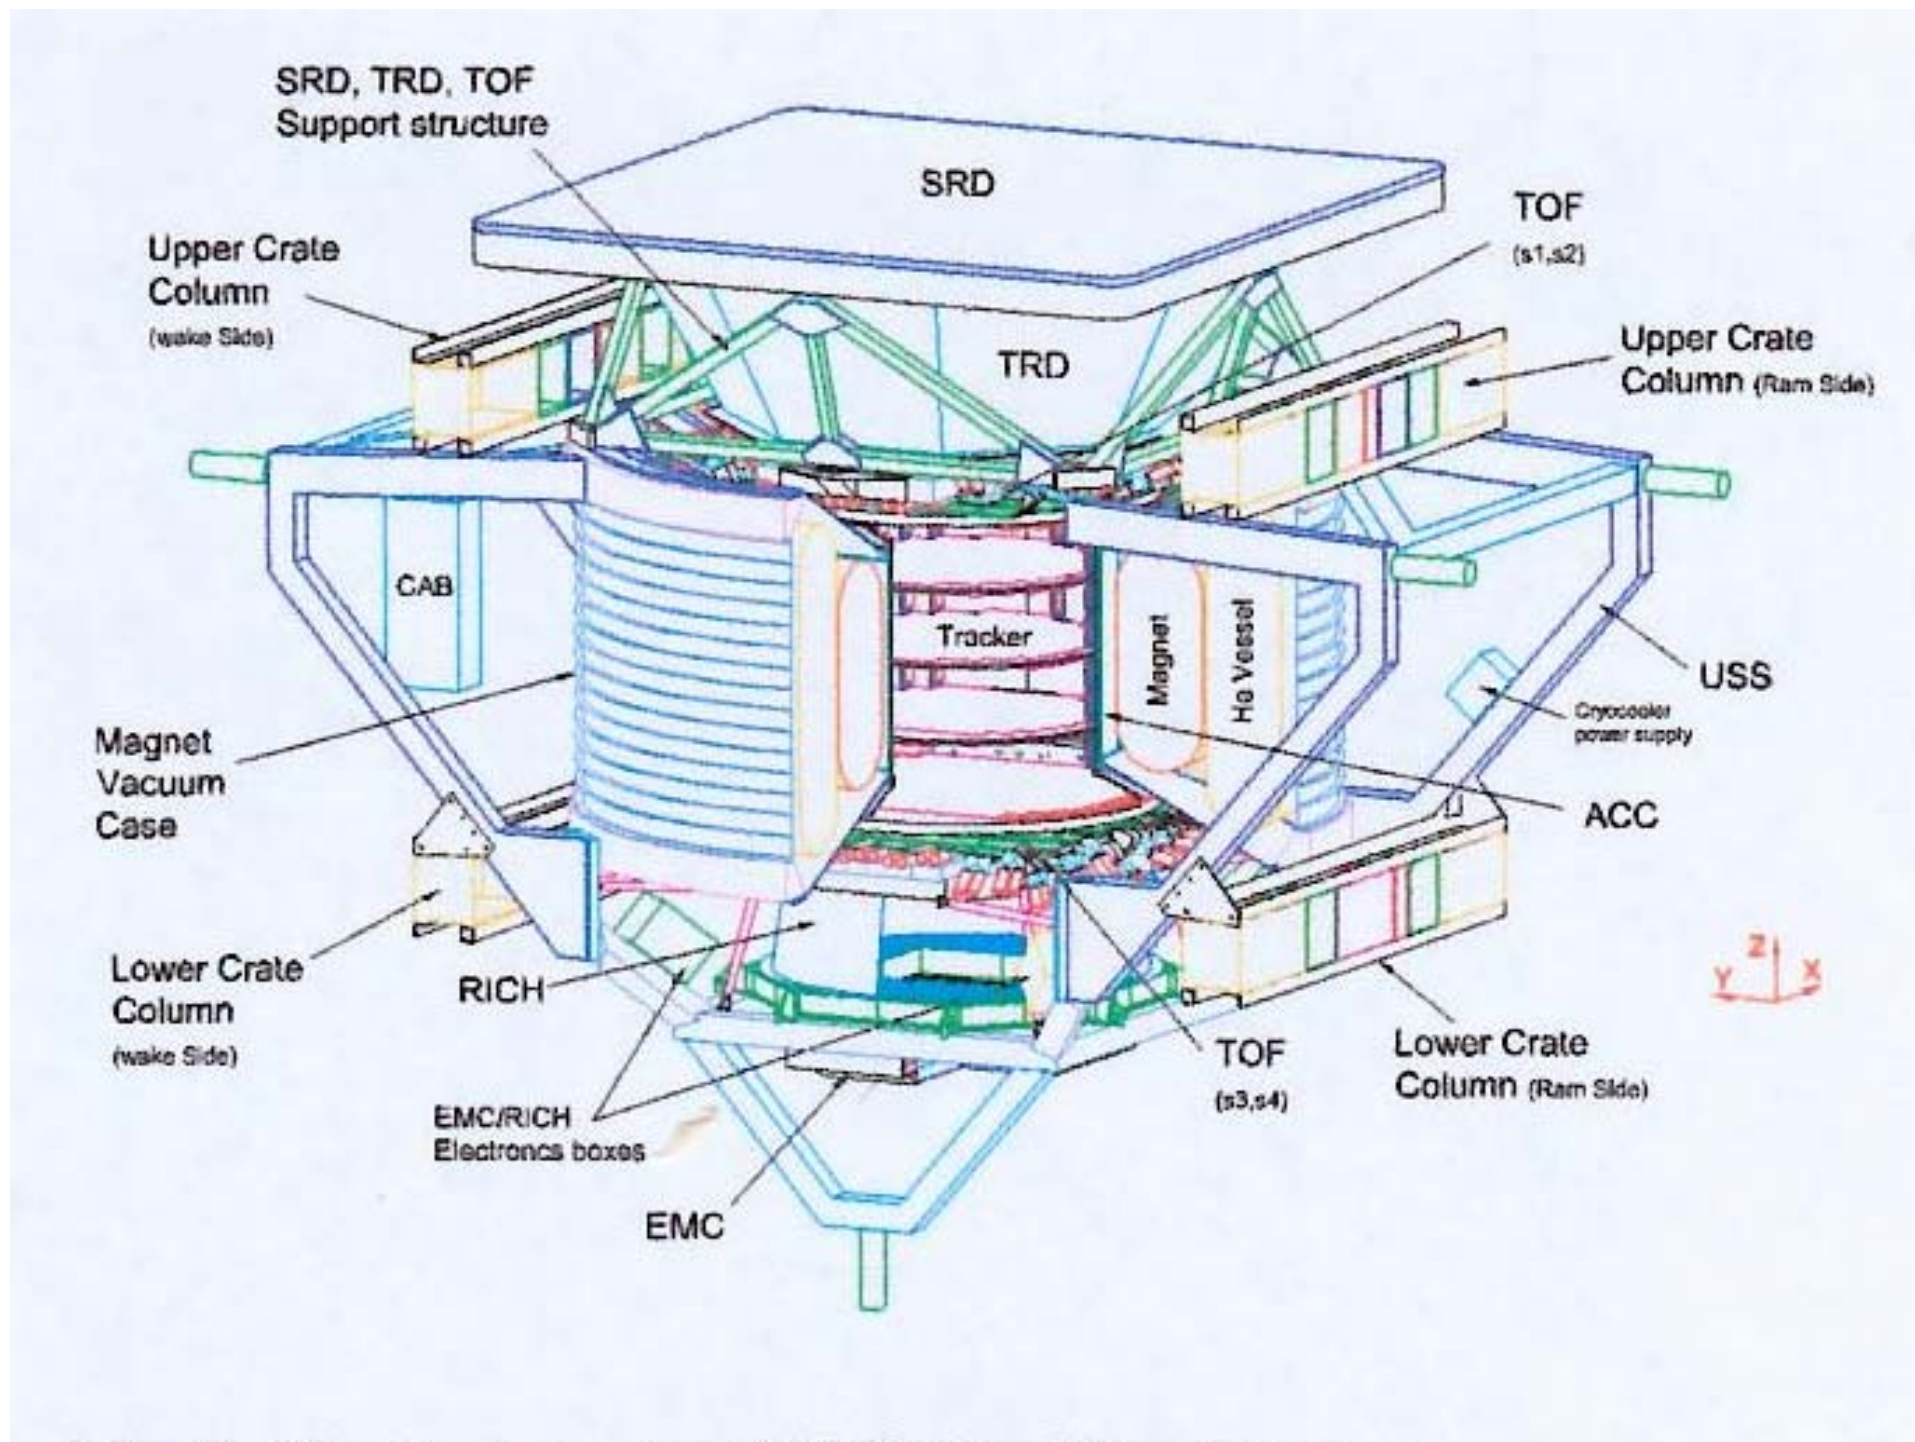 SRD, TRD, TOF
Support structure
SRD
TOF
(s1,s2)
Upper Crate
Column
(wake Side)
Upper Crate
Column (Ram Side)
TRD
CAB
Tracker
Magnet
He Vessel
USS
Cryocooler
power supply
Magnet
Vacuum
Case
ACC
Lower Crate
Column
(wake Side)
RICH
Z
Y
X
TOF
(s3,s4)
Lower Crate
Column (Ram Side)
EMC/RICH
Electroncs boxes
EMC